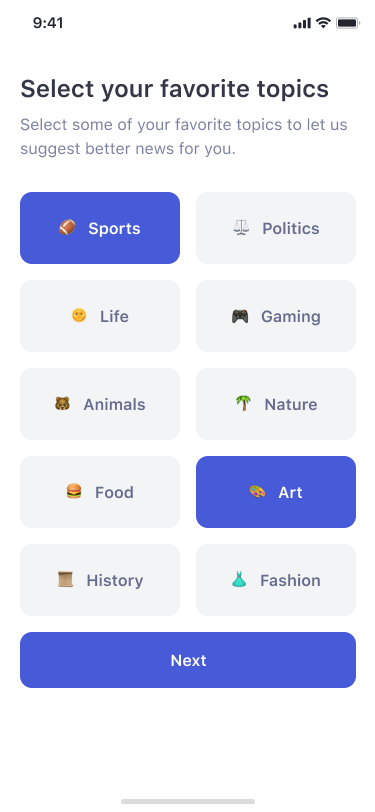 9:41
Select your favorite topics
Select some of your favorite topics to let us
suggest better news for you.
Sports
Politics
Life
Gaming
Animals
Nature
Food
Art
History
Fashion
Next